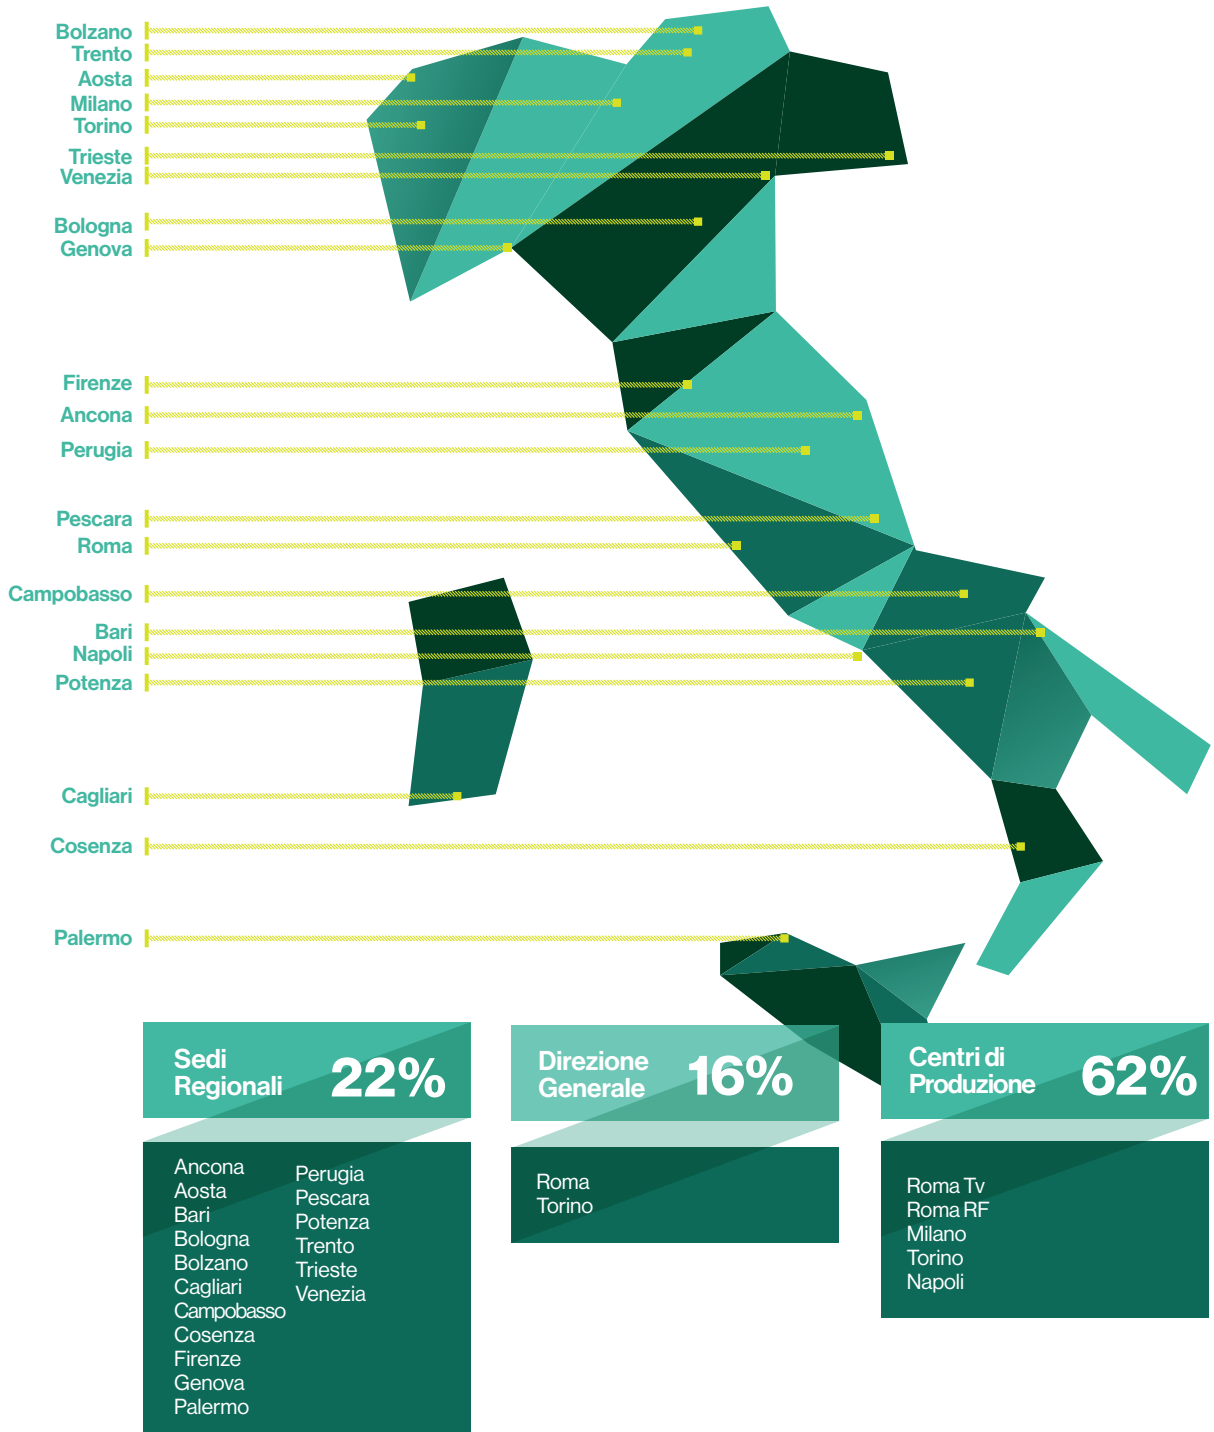 Bolzano
Trento
Aosta
Milano
Torino
Trieste
Venezia
Bologna
Genova
Firenze
Ancona
Perugia
Pescara
Roma
Campobasso
Bari
Napoli
Potenza
Cagliari
Cosenza
Palermo
Sedi
Regionali
22%
Ancona
Aosta
Bari
Bologna
Bolzano
Cagliari
Campobasso
Cosenza
Firenze
Genova
Palermo
Perugia
Pescara
Potenza
Trento
Trieste
Venezia
Direzione
Generale
16%
Roma
Torino
Centri di
Produzione
62%
Roma Tv
Roma RF
Milano
Torino
Napoli